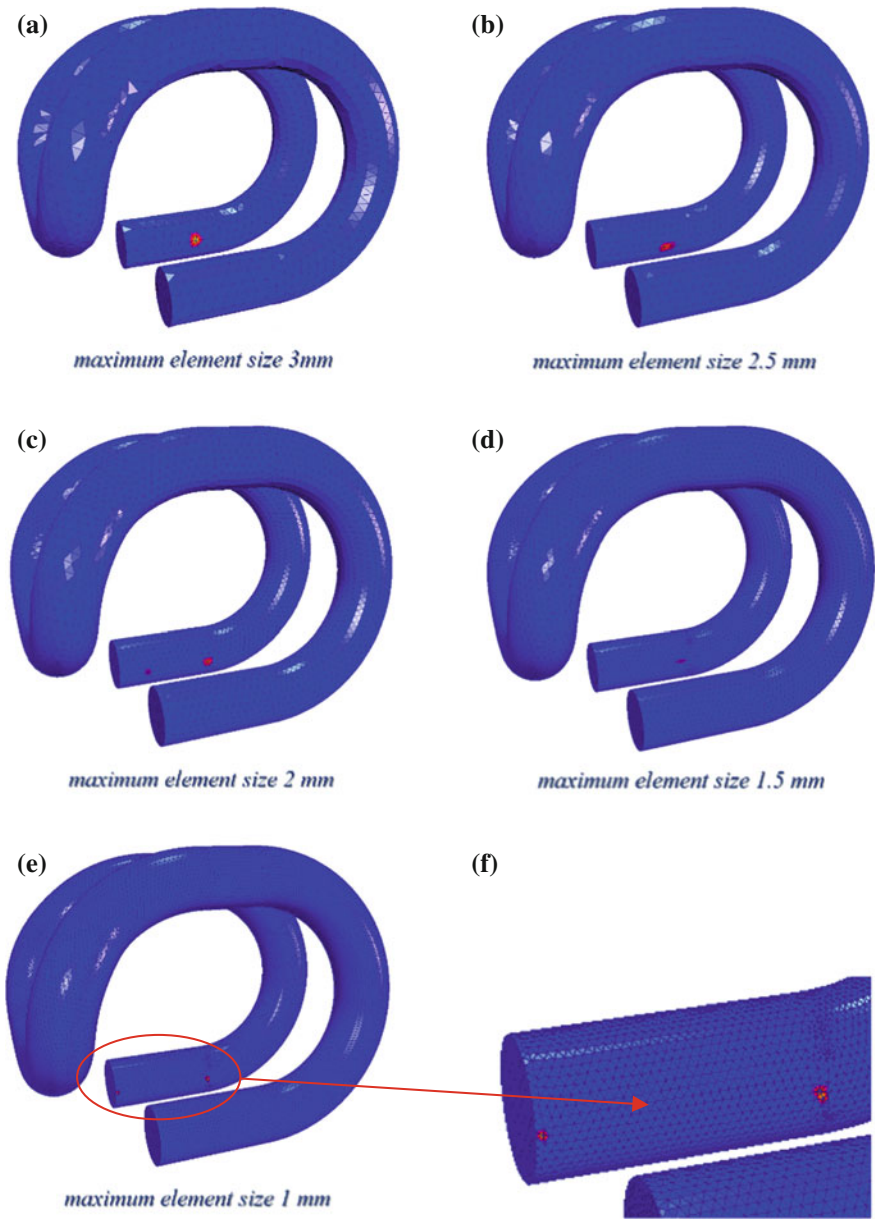 (a)
(b)
maximum element size 3mm
maximum element size 2.5 mm
(c)
(d)
maximum element size 2 mm
maximum element size 1.5 mm
(e)
(f)
maximum element size 1 mm